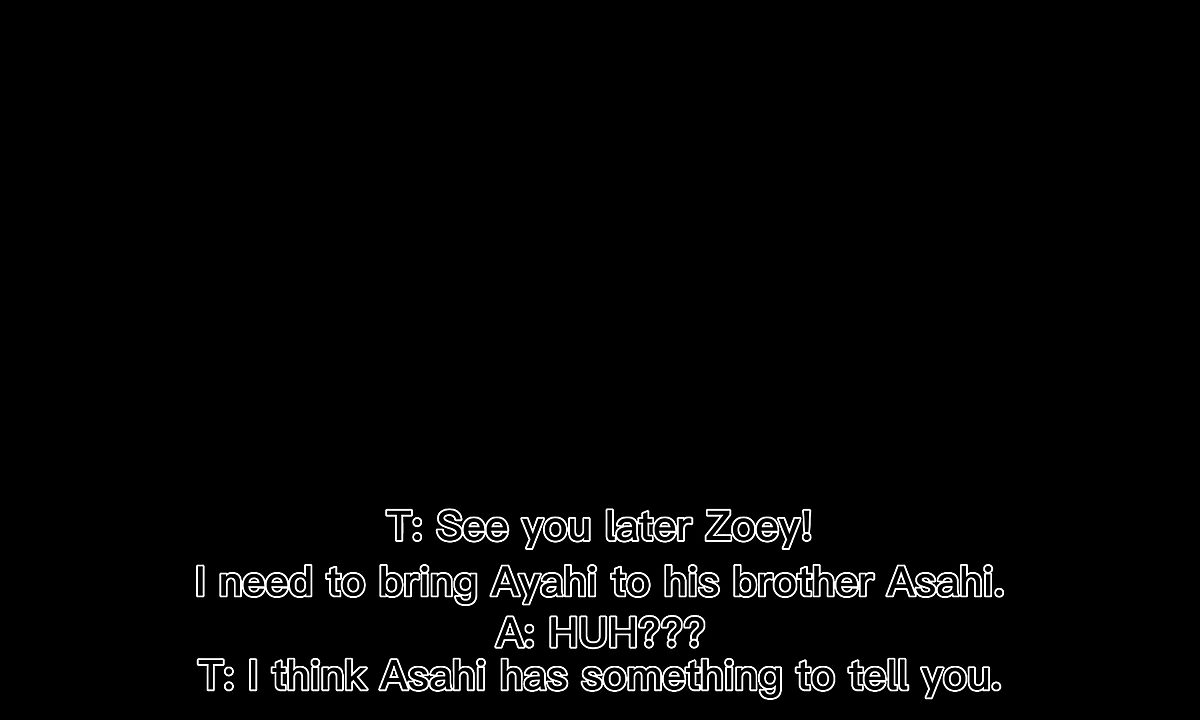 T: See you later Zoey!
I need to bring Ayahi to his brother Asahi.
A: HUH???
T: I think Asahi has something to tell you.